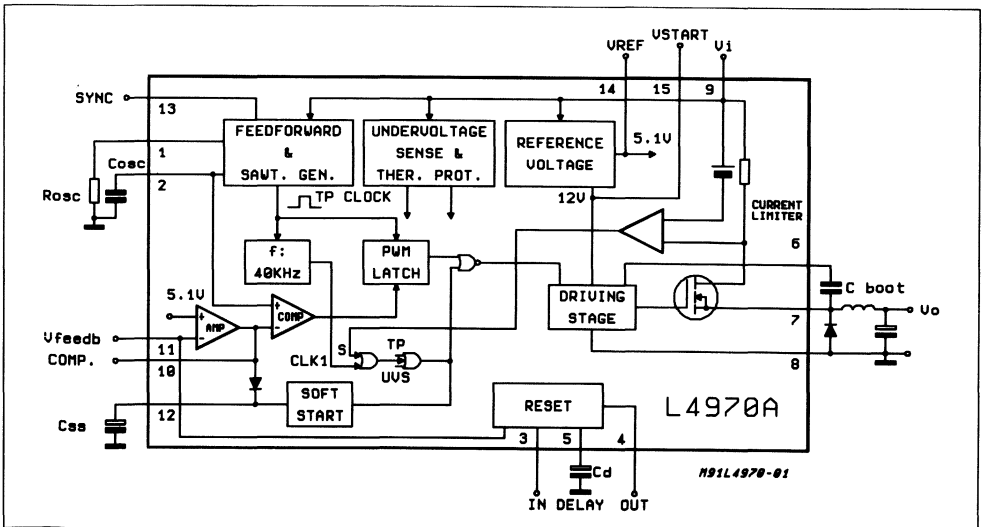 VREF
VSTART
Vi
14
15
9
SYNC
13
FEEDFORWARD
&
SAWT. GEN.
UNDERVOLTAGE
SENSE &
THER. PROT.
REFERENCE
VOLTAGE
5.1V
1
Cosc
2
Rosc
TP CLOCK
12V
CURRENT
LIMITER
6
f:
40KHz
PWM
LATCH
C boot
5.1V
+
AMP
-
+
COMP
-
DRIVING
STAGE
7
Vo
Vfeedb
11
COMP.
10
S
CLK1
TP
UVS
8
SOFT
START
12
Css
RESET
L4970A
3
5
4
Cd
M91L4970-01
IN
DELAY
OUT